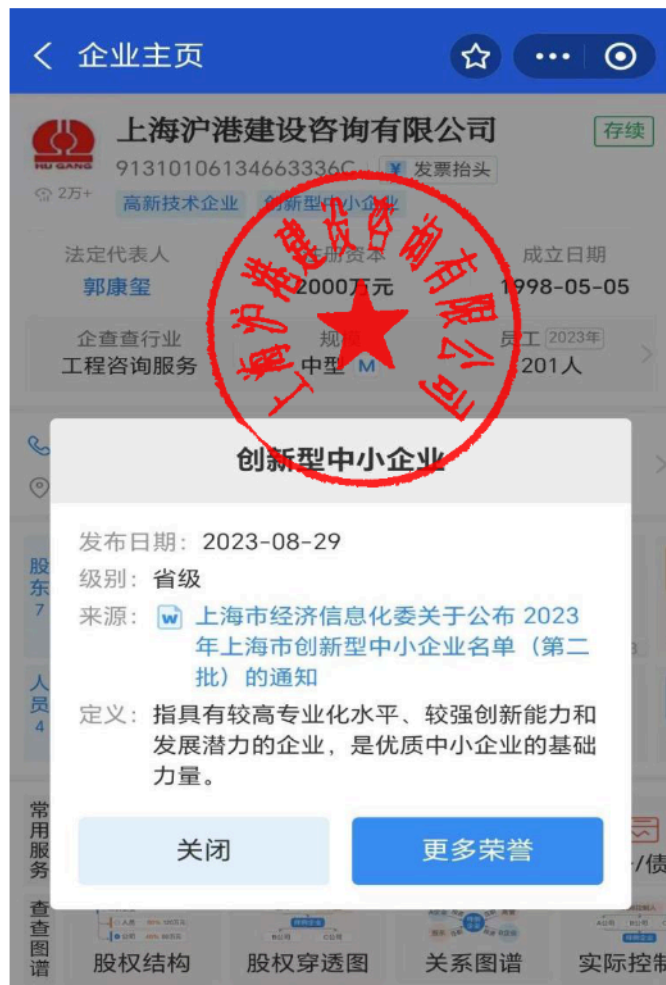 企业主页
上海沪港建设咨询有限公司
存续
HU GANG
91310106134663336C
¥ 发票抬头
2万+
高新技术企业 创新型中小企业
上海沪港建设咨询有限公司
法定代表人 注册资本 成立日期
郭康玺 2000万元 1998-05-05
企查查行业 规模 员工 2023年
工程咨询服务 中型 M 201人
创新型中小企业
发布日期: 2023-08-29
级别: 省级
来源: W 上海市经济信息化委关于公布 2023
年上海市创新型中小企业名单（第二
批）的通知
定义: 指具有较高专业化水平、较强创新能力和
发展潜力的企业，是优质中小企业的基础
力量。
股东
7
人员
4
关闭 更多荣誉
常用服务
/债
查查图谱
股权结构 股权穿透图 关系图谱 实际控制